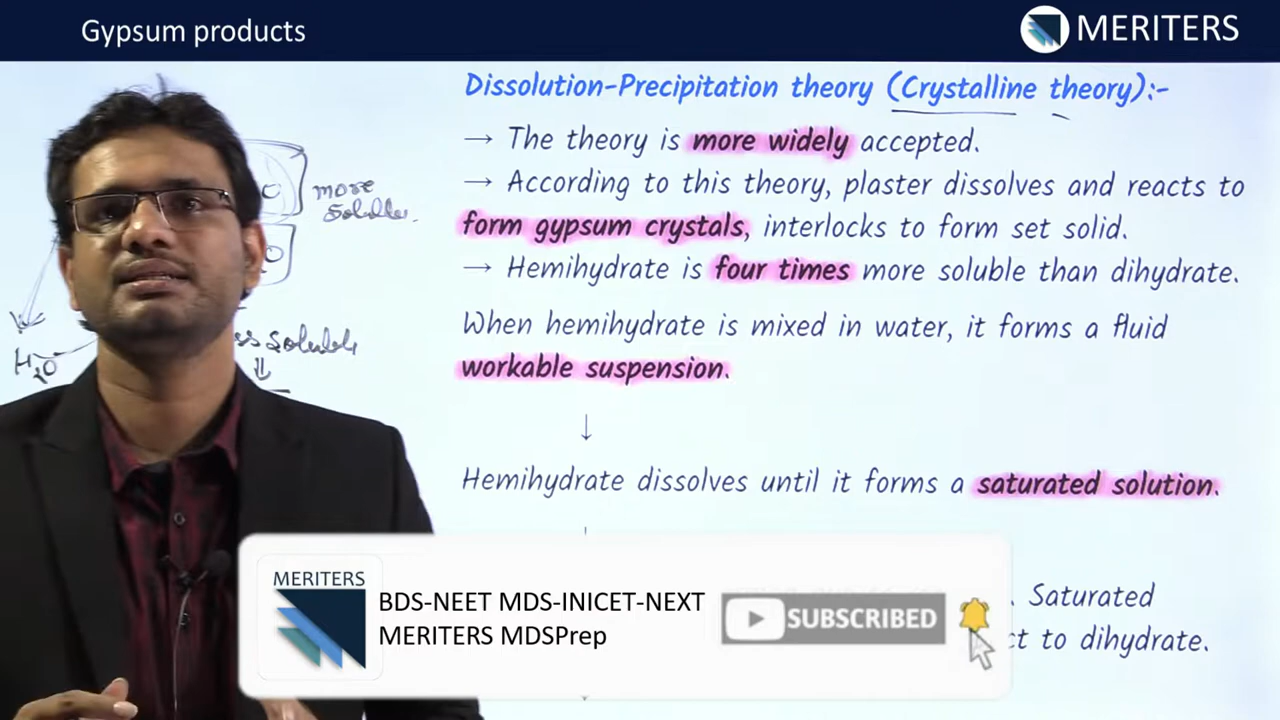 Gypsum products
MERITERS
Dissolution-Precipitation theory (Crystalline theory):-
→ The theory is more widely accepted.
→ According to this theory, plaster dissolves and reacts to
form gypsum crystals, interlocks to form set solid.
→ Hemihydrate is four times more soluble than dihydrate.
more
soluble.
When hemihydrate is mixed in water, it forms a fluid
workable suspension.
soluble
H₂O
↓
Hemihydrate dissolves until it forms a saturated solution.
. Saturated
to dihydrate.
MERITERS
BDS-NEET MDS-INICET-NEXT
MERITERS MDSPrep
SUBSCRIBED